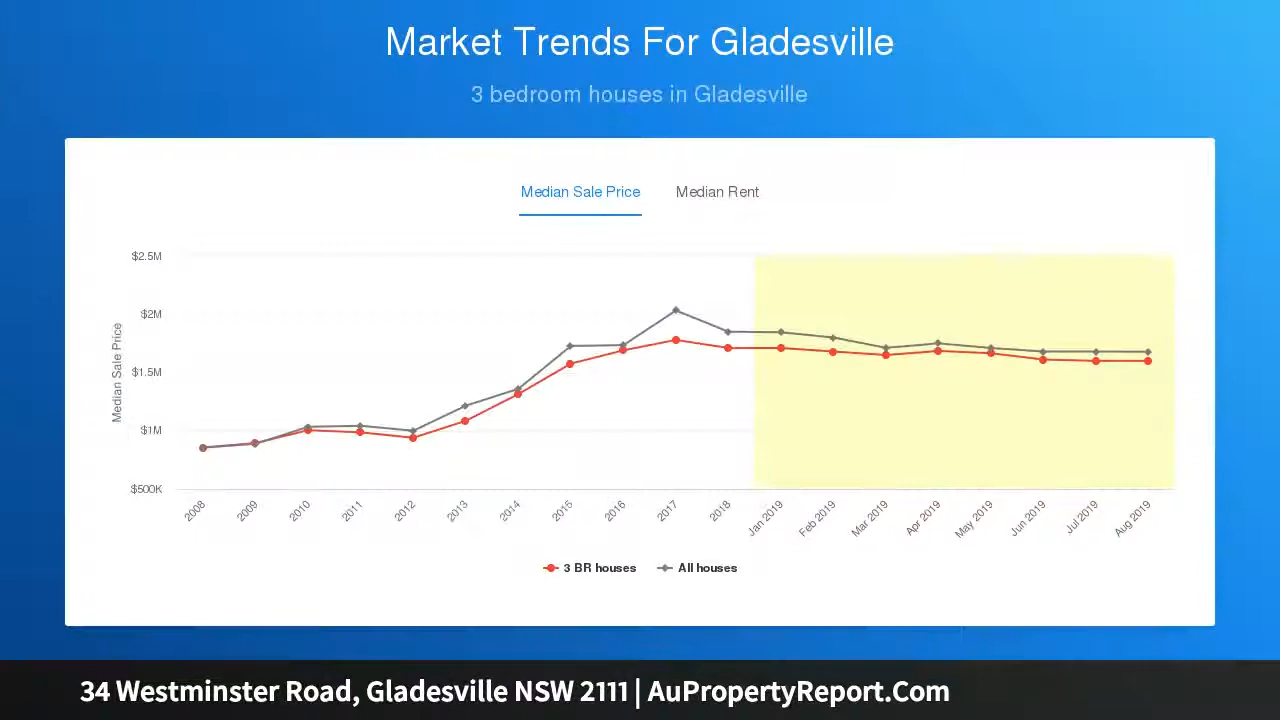 Market Trends For Gladesville
3 bedroom houses in Gladesville
Median Sale Price Median Rent
Median Sale Price
$2.5M
$2M
$1.5M
$1M
$500K
2008 2009 2010 2011 2012 2013 2014 2015 2016 2017 2018 Jan 2019 Feb 2019 Mar 2019 Apr 2019 May 2019 Jun 2019 Jul 2019 Aug 2019
3 BR houses All houses
34 Westminster Road, Gladesville NSW 2111 | AuPropertyReport.Com